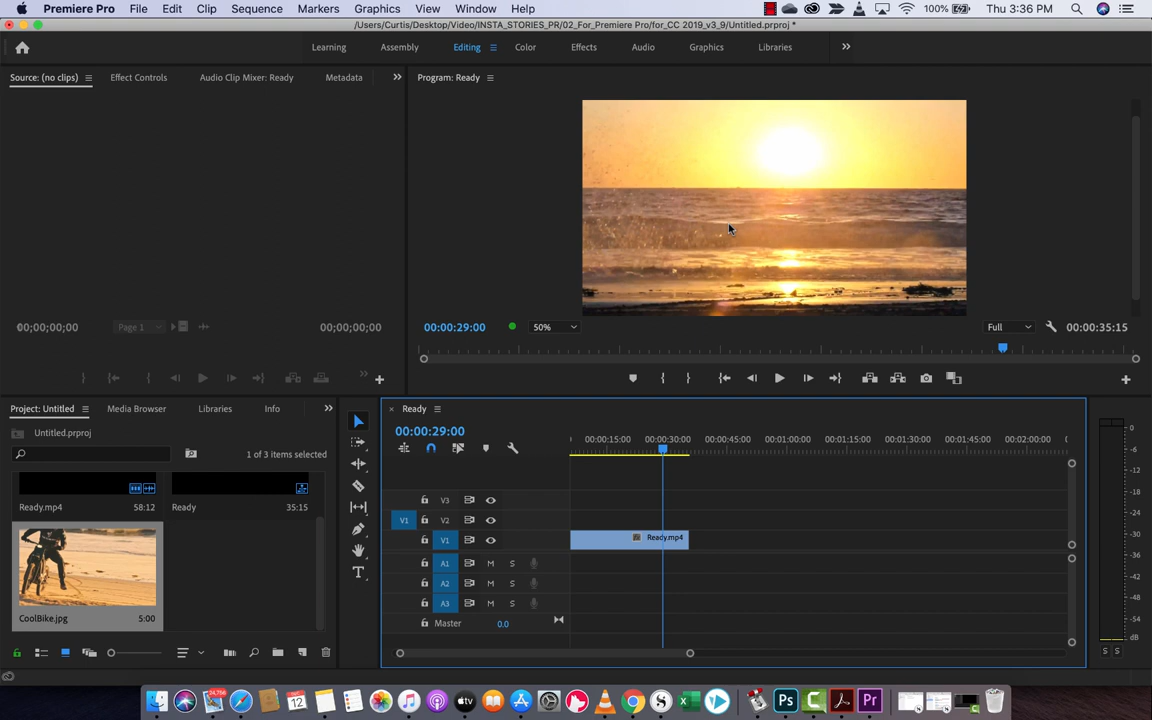 Premiere Pro File Edit Clip Sequence Markers Graphics View Window Help 100% Thu 3:36 PM
/Users/Curtis/Desktop/Video/INSTA_STORIES_PR/02_For_Premiere Pro/for_CC 2019_v3_9/Untitled.prproj *
Learning Assembly Editing Color Effects Audio Graphics Libraries
Source: (no clips) Effect Controls Audio Clip Mixer: Ready Metadata
Program: Ready
00;00;00;00 Page 1 00;00;00;00
00:00:29:00 50% Full 00:00:35:15
Project: Untitled Media Browser Libraries Info
Untitled.prproj
1 of 3 items selected
Ready.mp4 58:12 Ready 35:15
CoolBike.jpg 5:00
× Ready
00:00:29:00
00:00:15:00 00:00:30:00 00:00:45:00 00:01:00:00 00:01:15:00 00:01:30:00 00:01:45:00 00:02:00:00
V3
V1 V2
V1 Ready.mp4
A1 M S
A2 M S
A3 M S
Master 0.0
0
-6
-12
-18
-24
-30
-36
-42
-48
-54
dB
S S
24,756
12
Ps
Pr